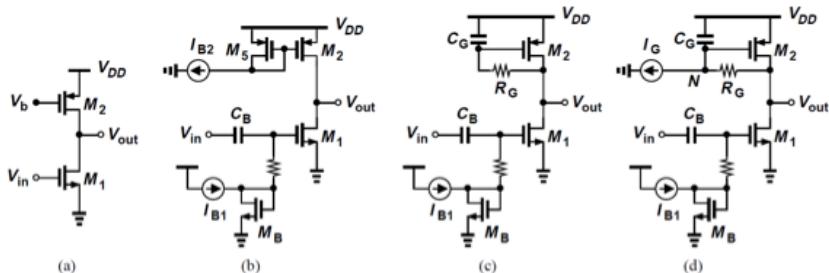 V_DD
V_b
M_2
V_out
V_in
M_1
(a)
V_DD
I_B2
M_5
M_2
C_B
V_out
V_in
M_1
I_B1
M_B
(b)
V_DD
C_G
M_2
R_G
C_B
V_out
V_in
M_1
I_B1
M_B
(c)
V_DD
I_G
C_G
M_2
N
R_G
C_B
V_out
V_in
M_1
I_B1
M_B
(d)